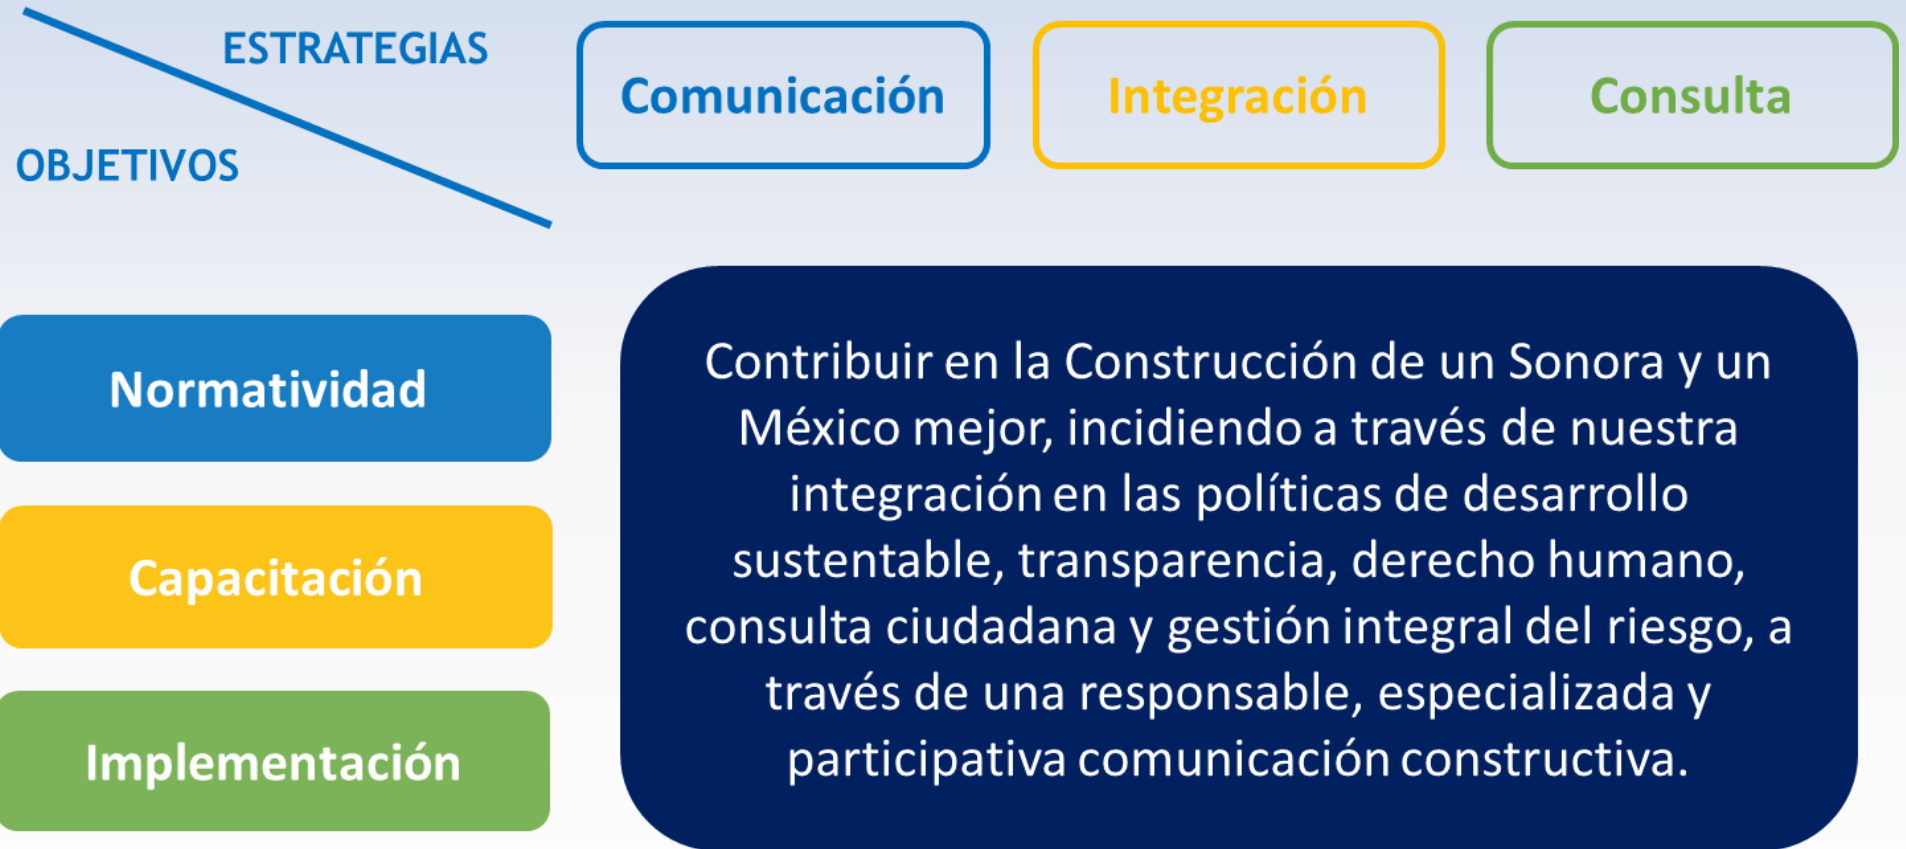 ESTRATEGIAS
OBJETIVOS
Comunicación
Integración
Consulta
Normatividad
Capacitación
Implementación
Contribuir en la Construcción de un Sonora y un
México mejor, incidiendo a través de nuestra
integración en las políticas de desarrollo
sustentable, transparencia, derecho humano,
consulta ciudadana y gestión integral del riesgo, a
través de una responsable, especializada y
participativa comunicación constructiva.